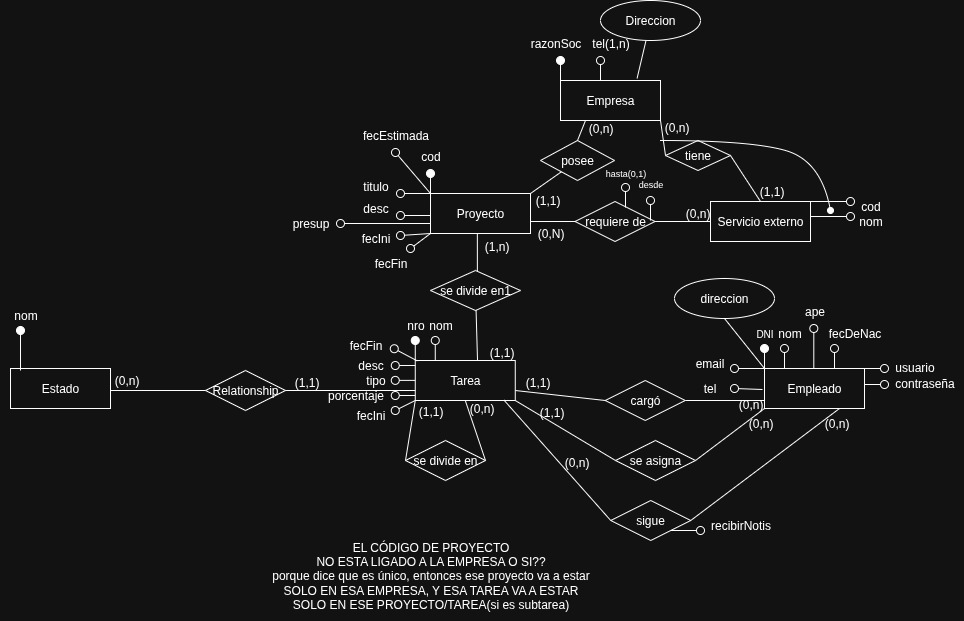 Direccion
razonSoc tel(1,n)
Empresa
(0,n) (0,n)
fecEstimada
cod
posee tiene
hasta(0,1)
desde
titulo
(1,1) (1,1)
desc
Proyecto
presup
requiere de
(0,n) Servicio externo
cod
nom
fecIni
(0,N)
(1,n)
fecFin
se divide en1
direccion
nom
nro nom
ape
DNI nom fecDeNac
fecFin
(1,1)
desc
email
usuario
Estado
(0,n)
Relationship
(1,1)
tipo
Tarea
(1,1)
tel
Empleado
contraseña
porcentaje
cargó
(0,n)
fecIni
(1,1)
(0,n)
(1,1)
(0,n)
(0,n)
se divide en
(0,n)
se asigna
sigue
recibirNotis
EL CÓDIGO DE PROYECTO
NO ESTA LIGADO A LA EMPRESA O SI??
porque dice que es único, entonces ese proyecto va a estar
SOLO EN ESA EMPRESA, Y ESA TAREA VA A ESTAR
SOLO EN ESE PROYECTO/TAREA(si es subtarea)